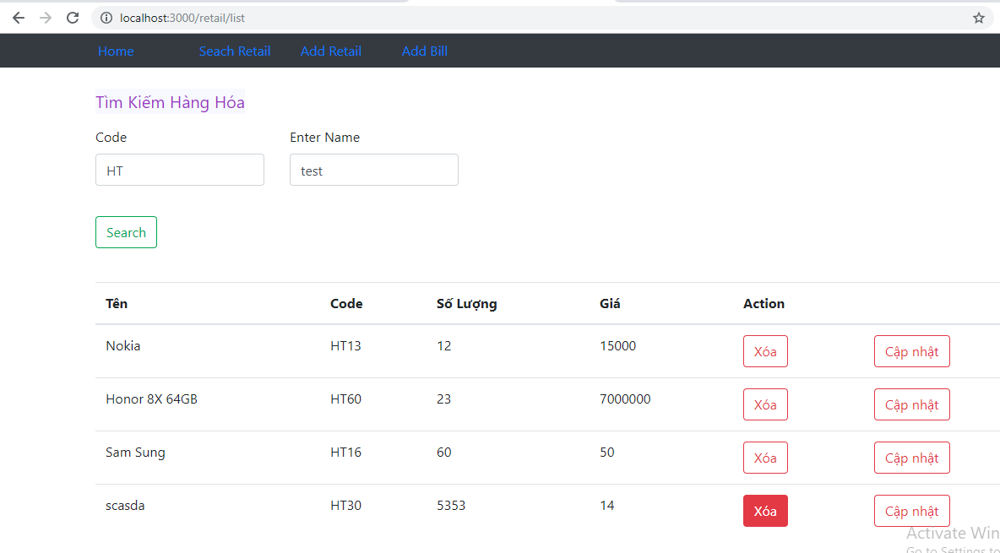 localhost:3000/retail/list
Home Seach Retail Add Retail Add Bill
Tìm Kiếm Hàng Hóa
Code Enter Name
HT test
Search
Tên Code Số Lượng Giá Action
Nokia HT13 12 15000 Xóa Cập nhật
Honor 8X 64GB HT60 23 7000000 Xóa Cập nhật
Sam Sung HT16 60 50 Xóa Cập nhật
scasda HT30 5353 14 Xóa Cập nhật
Activate Win
Go to Settings to